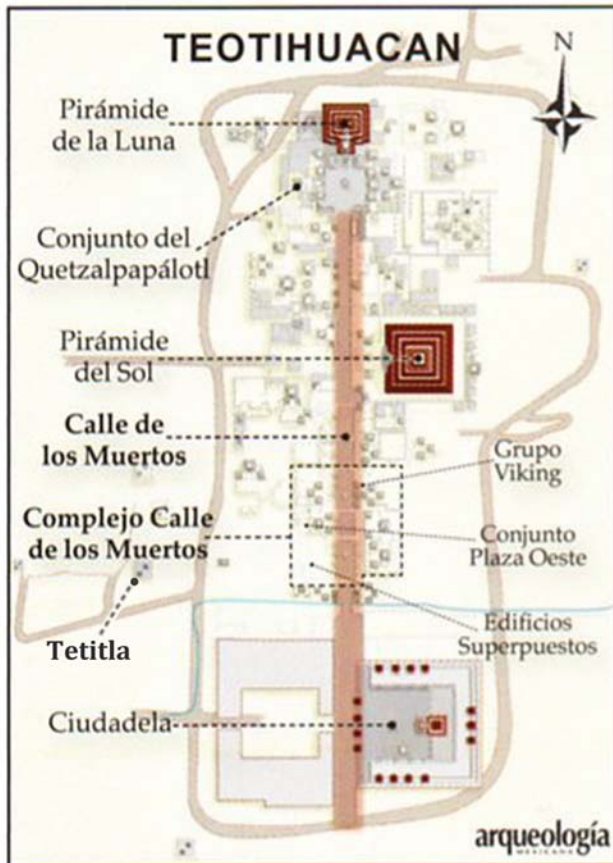 TEOTIHUACAN
N
Pirámide
de la Luna
Conjunto del
Quetzalpapálotl
Pirámide
del Sol
Calle de
los Muertos
Grupo
Viking
Complejo Calle
de los Muertos
Conjunto
Plaza Oeste
Tetitla
Edificios
Superpuestos
Ciudadela
arqueología
MEXICANA